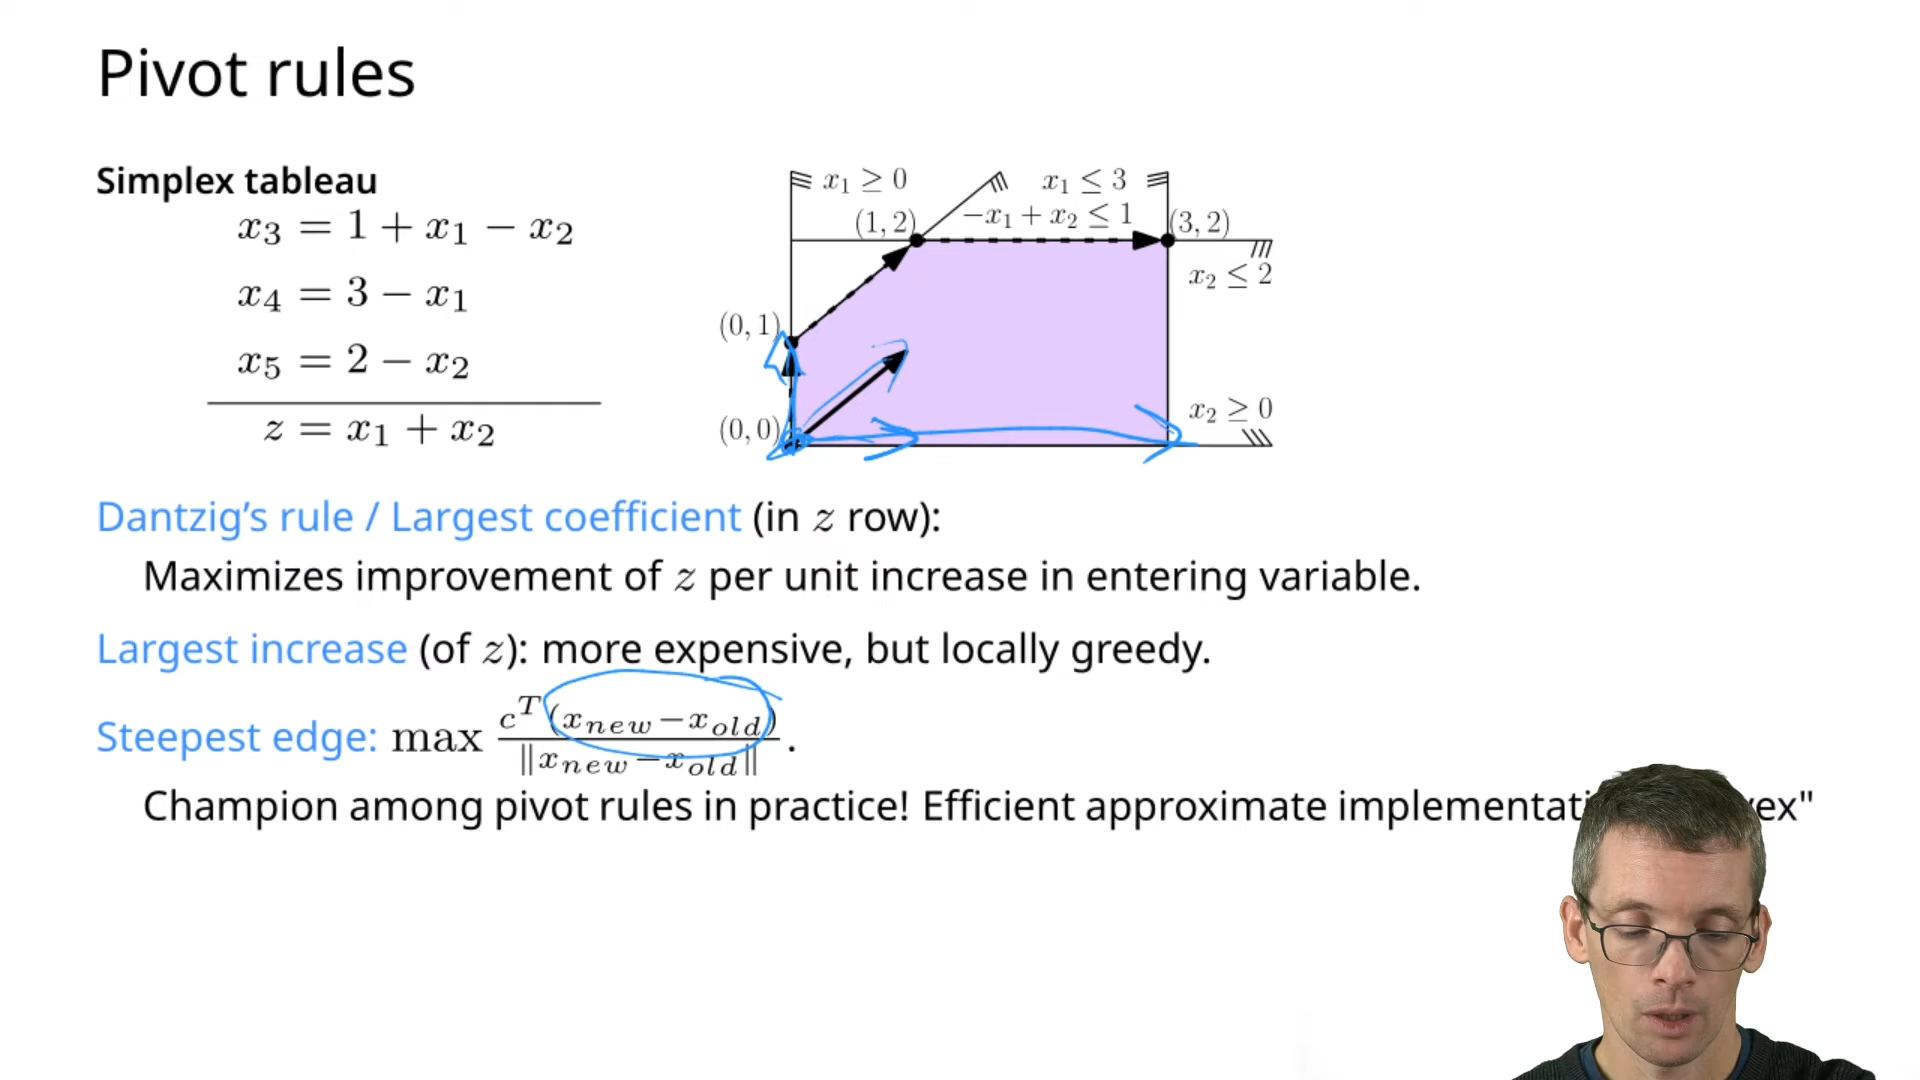 Pivot rules
Simplex tableau
x₃ = 1 + x₁ − x₂
x₄ = 3 − x₁
x₅ = 2 − x₂
z = x₁ + x₂
x₁ ≥ 0
x₁ ≤ 3
(1, 2)
−x₁ + x₂ ≤ 1
(3, 2)
x₂ ≤ 2
(0, 1)
x₂ ≥ 0
(0, 0)
Dantzig’s rule / Largest coefficient (in z row):
Maximizes improvement of z per unit increase in entering variable.
Largest increase (of z): more expensive, but locally greedy.
Steepest edge: max cᵀ(xₙₑw−xₒₗd) / ‖xₙₑw−xₒₗd‖ .
Champion among pivot rules in practice! Efficient approximate